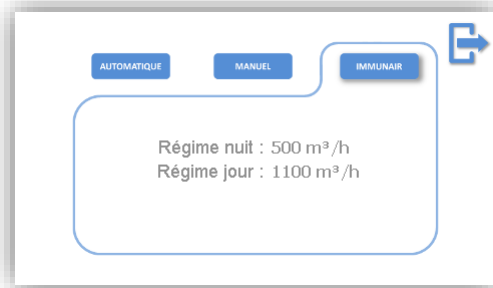 AUTOMATIQUE MANUEL IMMUNAIR
Régime nuit : 500 m³/h
Régime jour : 1100 m³/h